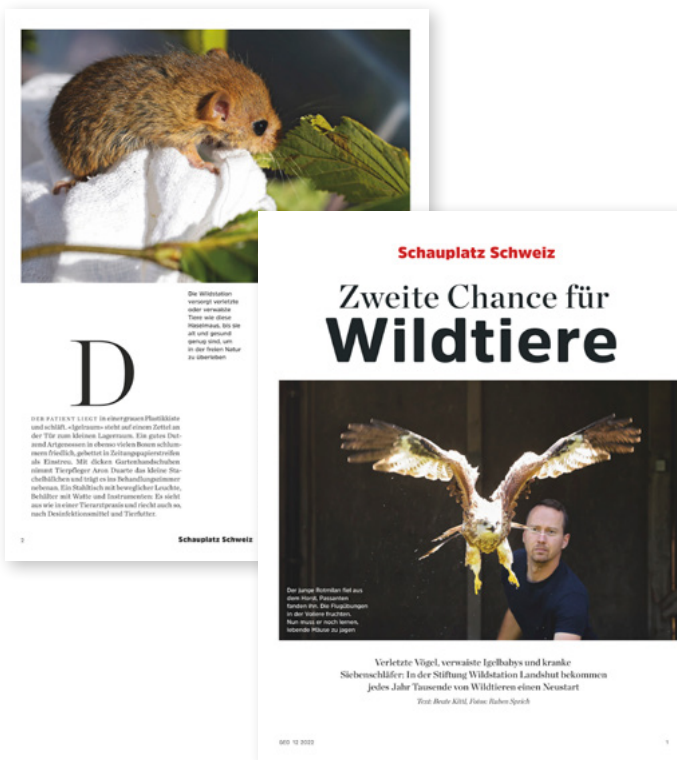 Die Wildstation
versorgt verletzte
oder verwaiste
Tiere wie diese
Haselmaus, bis sie
alt und gesund
genug sind, um
in der freien Natur
zu überleben
D
DER PATIENT LIEGT in einer grauen Plastikkiste
und schläft. «Igelraum» steht auf einem Zettel an
der Tür zum kleinen Lagerraum. Ein gutes Dut-
zend Artgenossen in ebenso vielen Boxen schlum-
mern friedlich, gebettet in Zeitungspapierstreifen
als Einstreu. Mit dicken Gartenhandschuhen
nimmt Tierpfleger Aron Duarte das kleine Sta-
chelbällchen und trägt es ins Behandlungszimmer
nebenan. Ein Stahltisch mit beweglicher Leuchte,
Behälter mit Watte und Instrumenten: Es sieht
aus wie in einer Tierarztpraxis und riecht auch so,
nach Desinfektionsmittel und Tierfutter.
2
Schauplatz Schweiz
Schauplatz Schweiz
Zweite Chance für
Wildtiere
Der junge Rotmilan fiel aus
dem Horst, Passanten
fanden ihn. Die Flugübungen
in der Voliere fruchten.
Nun muss er noch lernen,
lebende Mäuse zu jagen
Verletzte Vögel, verwaiste Igelbabys und kranke
Siebenschläfer: In der Stiftung Wildstation Landshut bekommen
jedes Jahr Tausende von Wildtieren einen Neustart
Text: Beate Kittl, Fotos: Ruben Sprich
GEO 12 2022
1